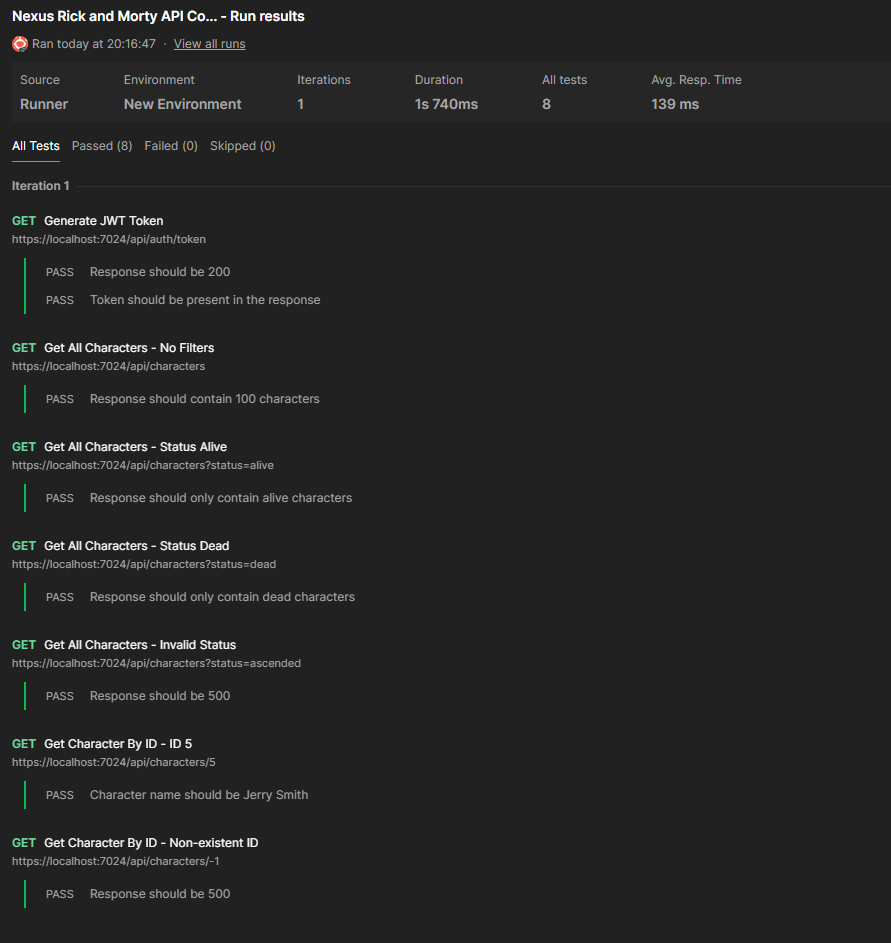 Nexus Rick and Morty API Co... - Run results
Ran today at 20:16:47 · View all runs
Source Environment Iterations Duration All tests Avg. Resp. Time
Runner New Environment 1 1s 740ms 8 139 ms
All Tests Passed (8) Failed (0) Skipped (0)
Iteration 1
GET Generate JWT Token
https://localhost:7024/api/auth/token
PASS Response should be 200
PASS Token should be present in the response
GET Get All Characters - No Filters
https://localhost:7024/api/characters
PASS Response should contain 100 characters
GET Get All Characters - Status Alive
https://localhost:7024/api/characters?status=alive
PASS Response should only contain alive characters
GET Get All Characters - Status Dead
https://localhost:7024/api/characters?status=dead
PASS Response should only contain dead characters
GET Get All Characters - Invalid Status
https://localhost:7024/api/characters?status=ascended
PASS Response should be 500
GET Get Character By ID - ID 5
https://localhost:7024/api/characters/5
PASS Character name should be Jerry Smith
GET Get Character By ID - Non-existent ID
https://localhost:7024/api/characters/-1
PASS Response should be 500